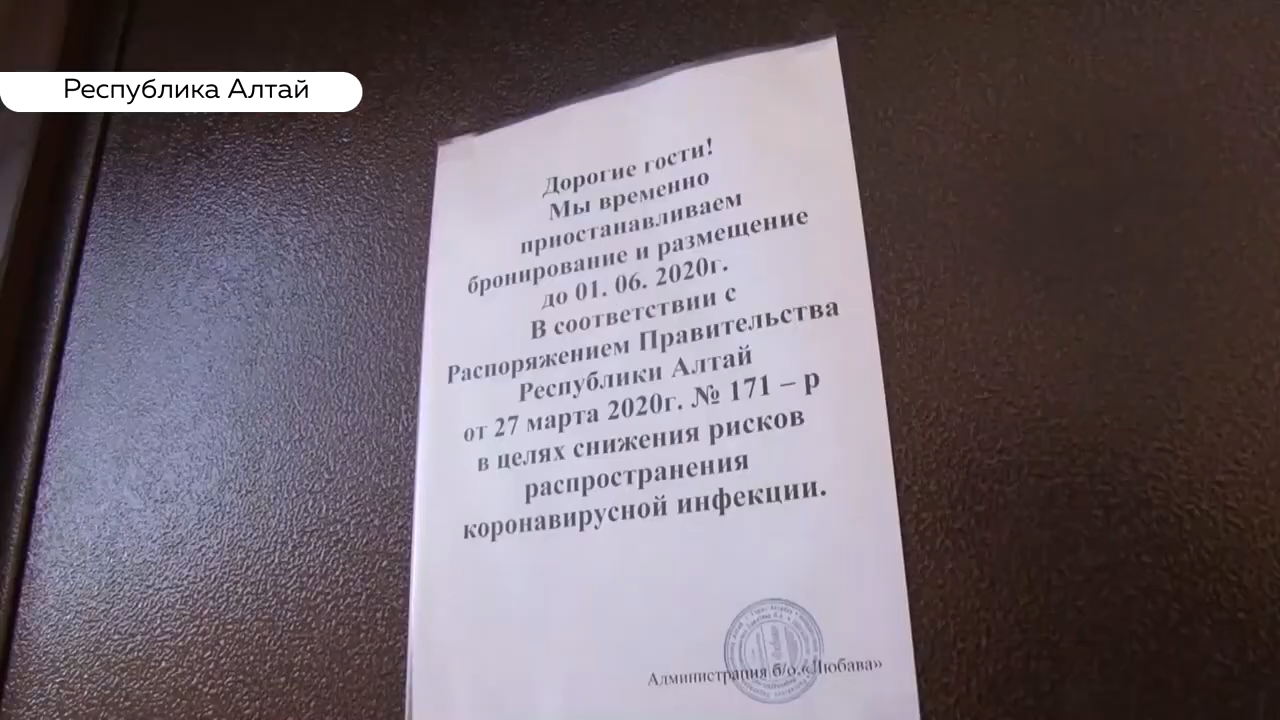 Республика Алтай
Дорогие гости!
Мы временно
приостанавливаем
бронирование и размещение
до 01. 06. 2020г.
В соответствии с
Распоряжением Правительства
Республики Алтай
от 27 марта 2020г. № 171 – р
в целях снижения рисков
распространения
коронавирусной инфекции.
Администрация б/о.«Любава»